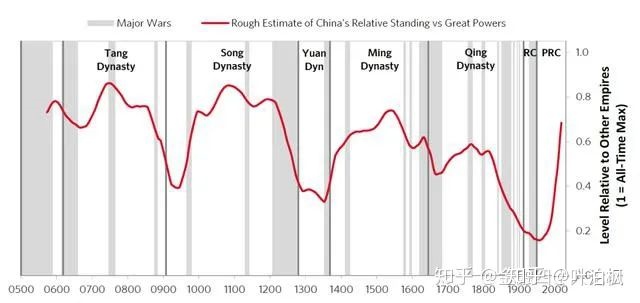 Major Wars
Rough Estimate of China's Relative Standing vs Great Powers
Tang
Dynasty
Song
Dynasty
Yuan
Dyn
Ming
Dynasty
Qing
Dynasty
RC
PRC
1.0
0.8
0.6
0.4
0.2
Level Relative to Other Empires
(1 = All-Time Max)
0500 0600 0700 0800 0900 1000 1100 1200 1300 1400 1500 1600 1700 1800 1900 2000
知乎
知乎